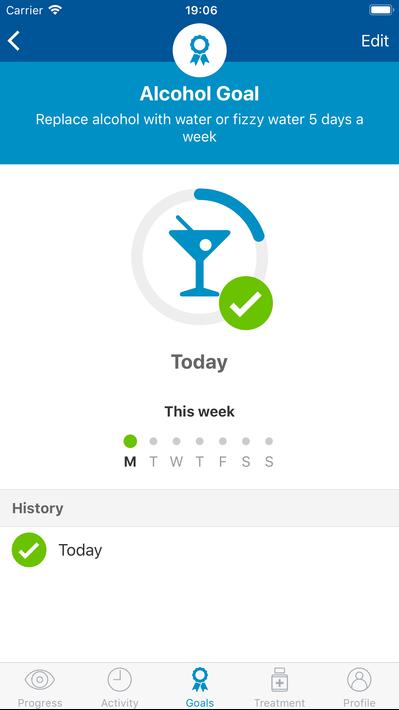 Carrier 19:06
Edit
Alcohol Goal
Replace alcohol with water or fizzy water 5 days a
week
Today
This week
M T W T F S S
History
Today
Progress Activity Goals Treatment Profile